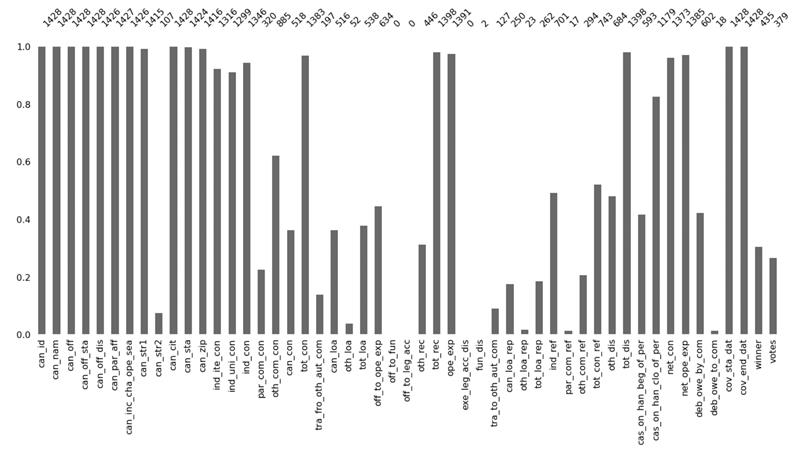 1428 1428 1428 1428 1426 1427 1426 1415 107 1428 1424 1416 1316 1299 1346 320 885 518 1383 197 516 52 538 634 0 0 446 1398 1391 0 2 127 250 23 262 701 17 294 743 684 1398 593 1179 1373 1385 602 18 1428 1428 435 379
1.0
0.8
0.6
0.4
0.2
0.0
can_id
can_nam
can_off
can_off_sta
can_off_dis
can_par_aff
can_inc_cha_ope_sea
can_str1
can_str2
can_cit
can_sta
can_zip
ind_ite_con
ind_uni_con
ind_con
par_com_con
oth_com_con
can_con
tot_con
tra_fro_oth_aut_com
can_loa
oth_loa
tot_loa
off_to_ope_exp
off_to_fun
off_to_leg_acc
oth_rec
tot_rec
ope_exp
exe_leg_acc_dis
fun_dis
tra_to_oth_aut_com
can_loa_rep
oth_loa_rep
tot_loa_rep
ind_ref
par_com_ref
oth_com_ref
tot_con_ref
oth_dis
tot_dis
cas_on_han_beg_of_per
cas_on_han_clo_of_per
net_con
net_ope_exp
deb_owe_by_com
deb_owe_to_com
cov_sta_dat
cov_end_dat
winner
votes